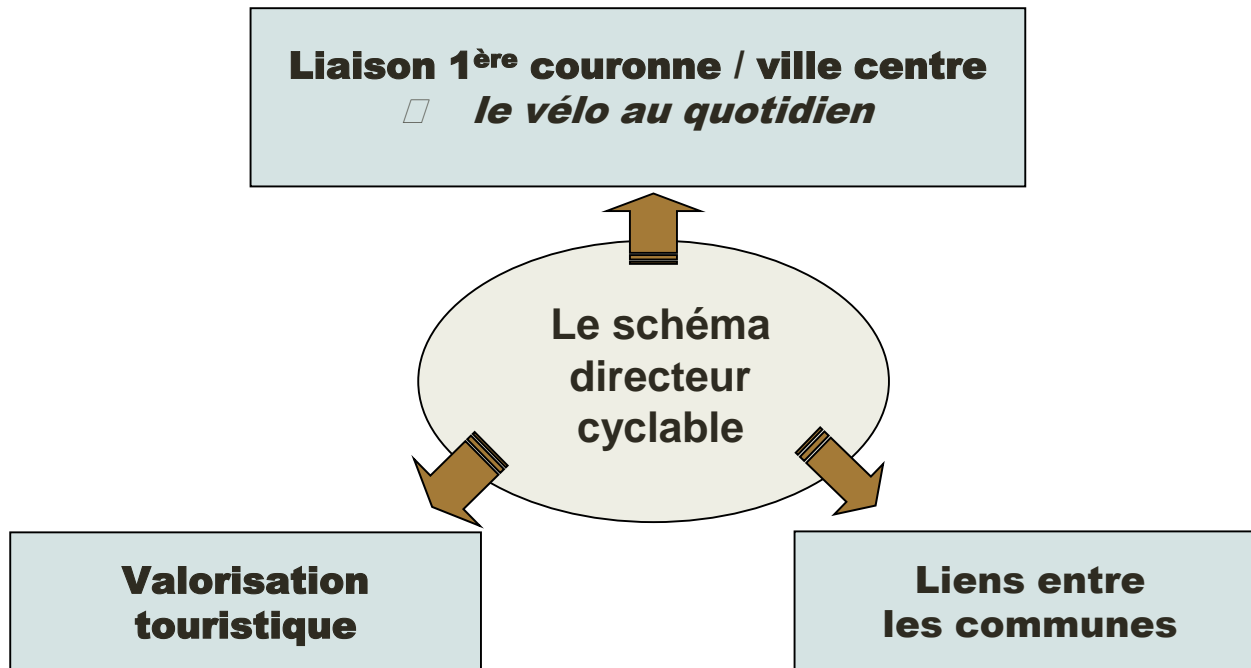 Liaison 1ère couronne / ville centre
le vélo au quotidien
Le schéma
directeur
cyclable
Valorisation
touristique
Liens entre
les communes